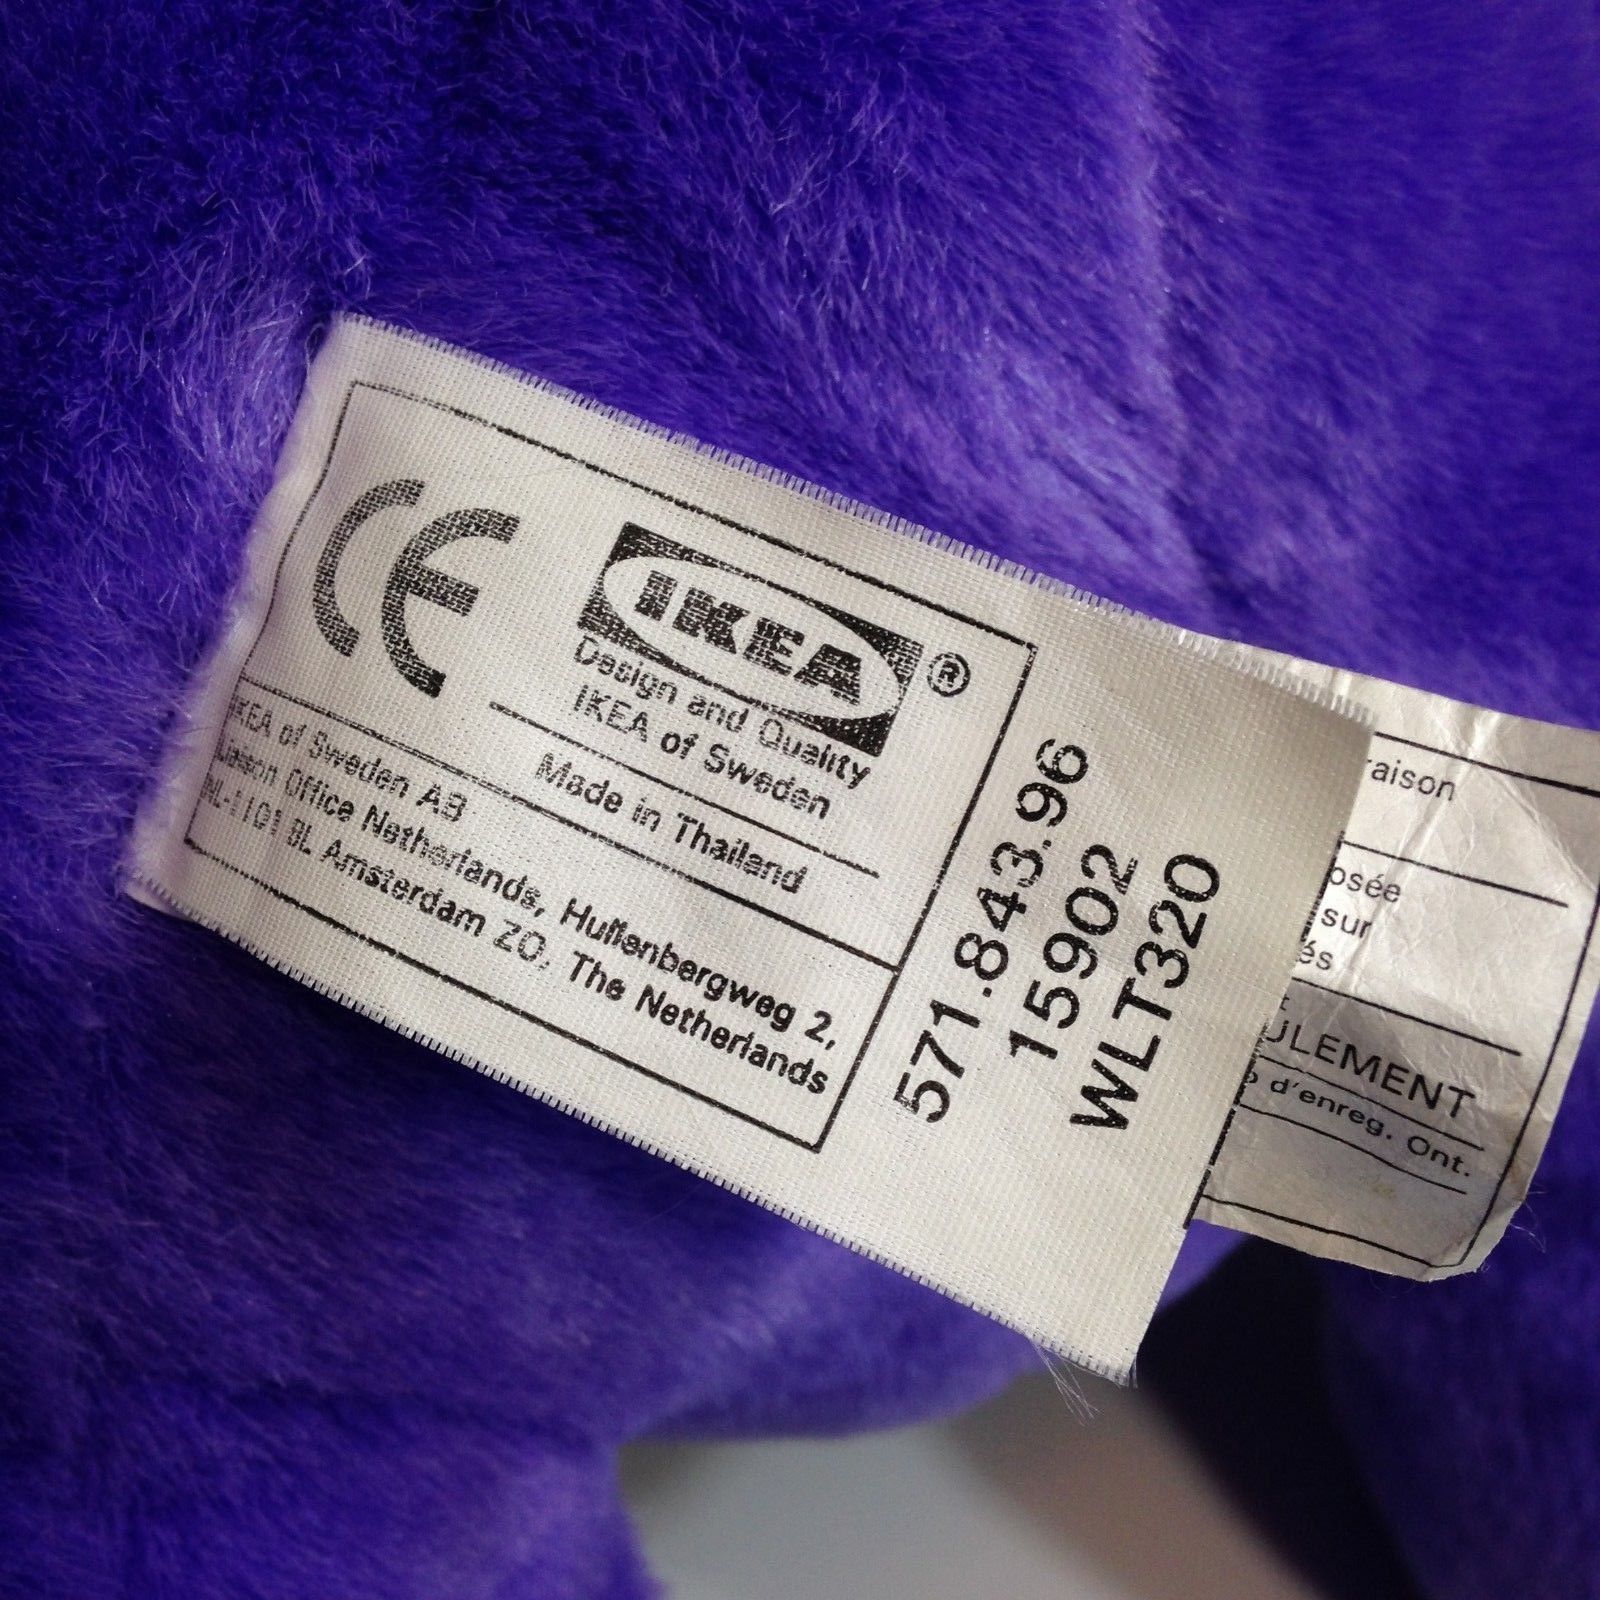 CE
IKEA®
Design and Quality
IKEA of Sweden
Made in Thailand
IKEA of Sweden AB
Liaison Office Netherlands, Hullenbergweg 2,
NL-1101 BL Amsterdam ZO, The Netherlands
571.843.96
15902
WLT320
raison
osée
sur
és
ULEMENT
d'enreg. Ont.